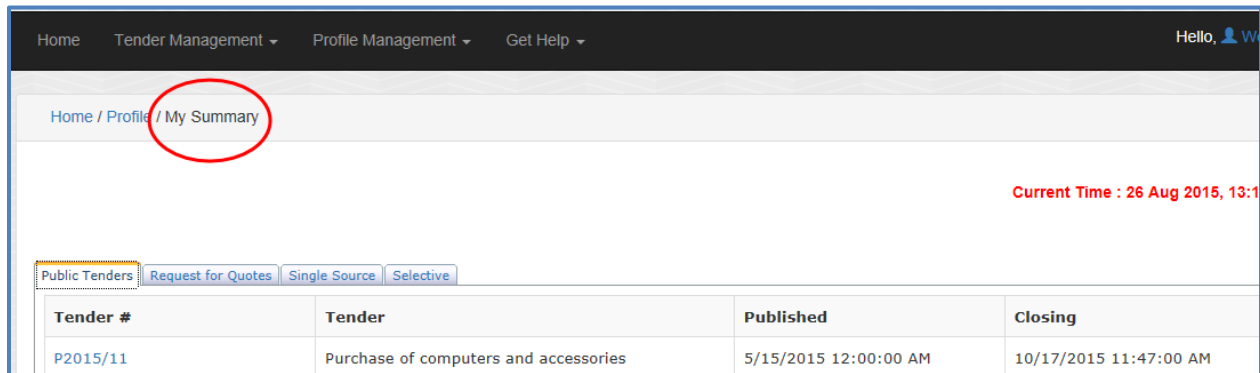 Home Tender Management Profile Management Get Help Hello,
Home / Profile / My Summary
Current Time : 26 Aug 2015,
Public Tenders Request for Quotes Single Source Selective
Tender # Tender Published Closing
P2015/11 Purchase of computers and accessories 5/15/2015 12:00:00 AM 10/17/2015 11:47:00 AM